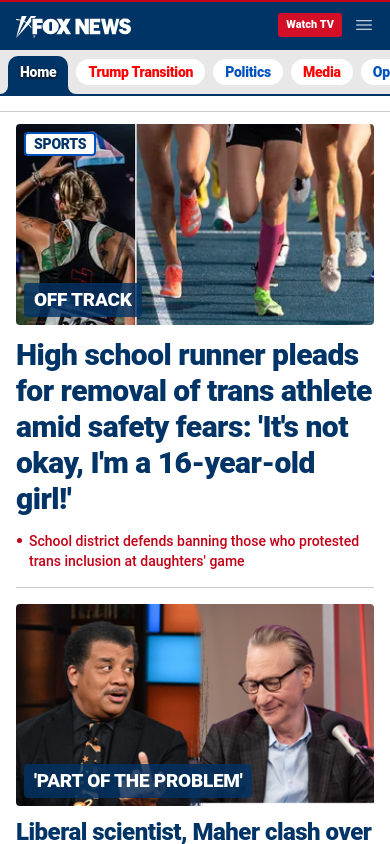 FOX NEWS
Watch TV
Home
Trump Transition
Politics
Media
Op
SPORTS
OFF TRACK
High school runner pleads
for removal of trans athlete
amid safety fears: 'It's not
okay, I'm a 16-year-old
girl!'
• School district defends banning those who protested
trans inclusion at daughters' game
'PART OF THE PROBLEM'
Liberal scientist, Maher clash over